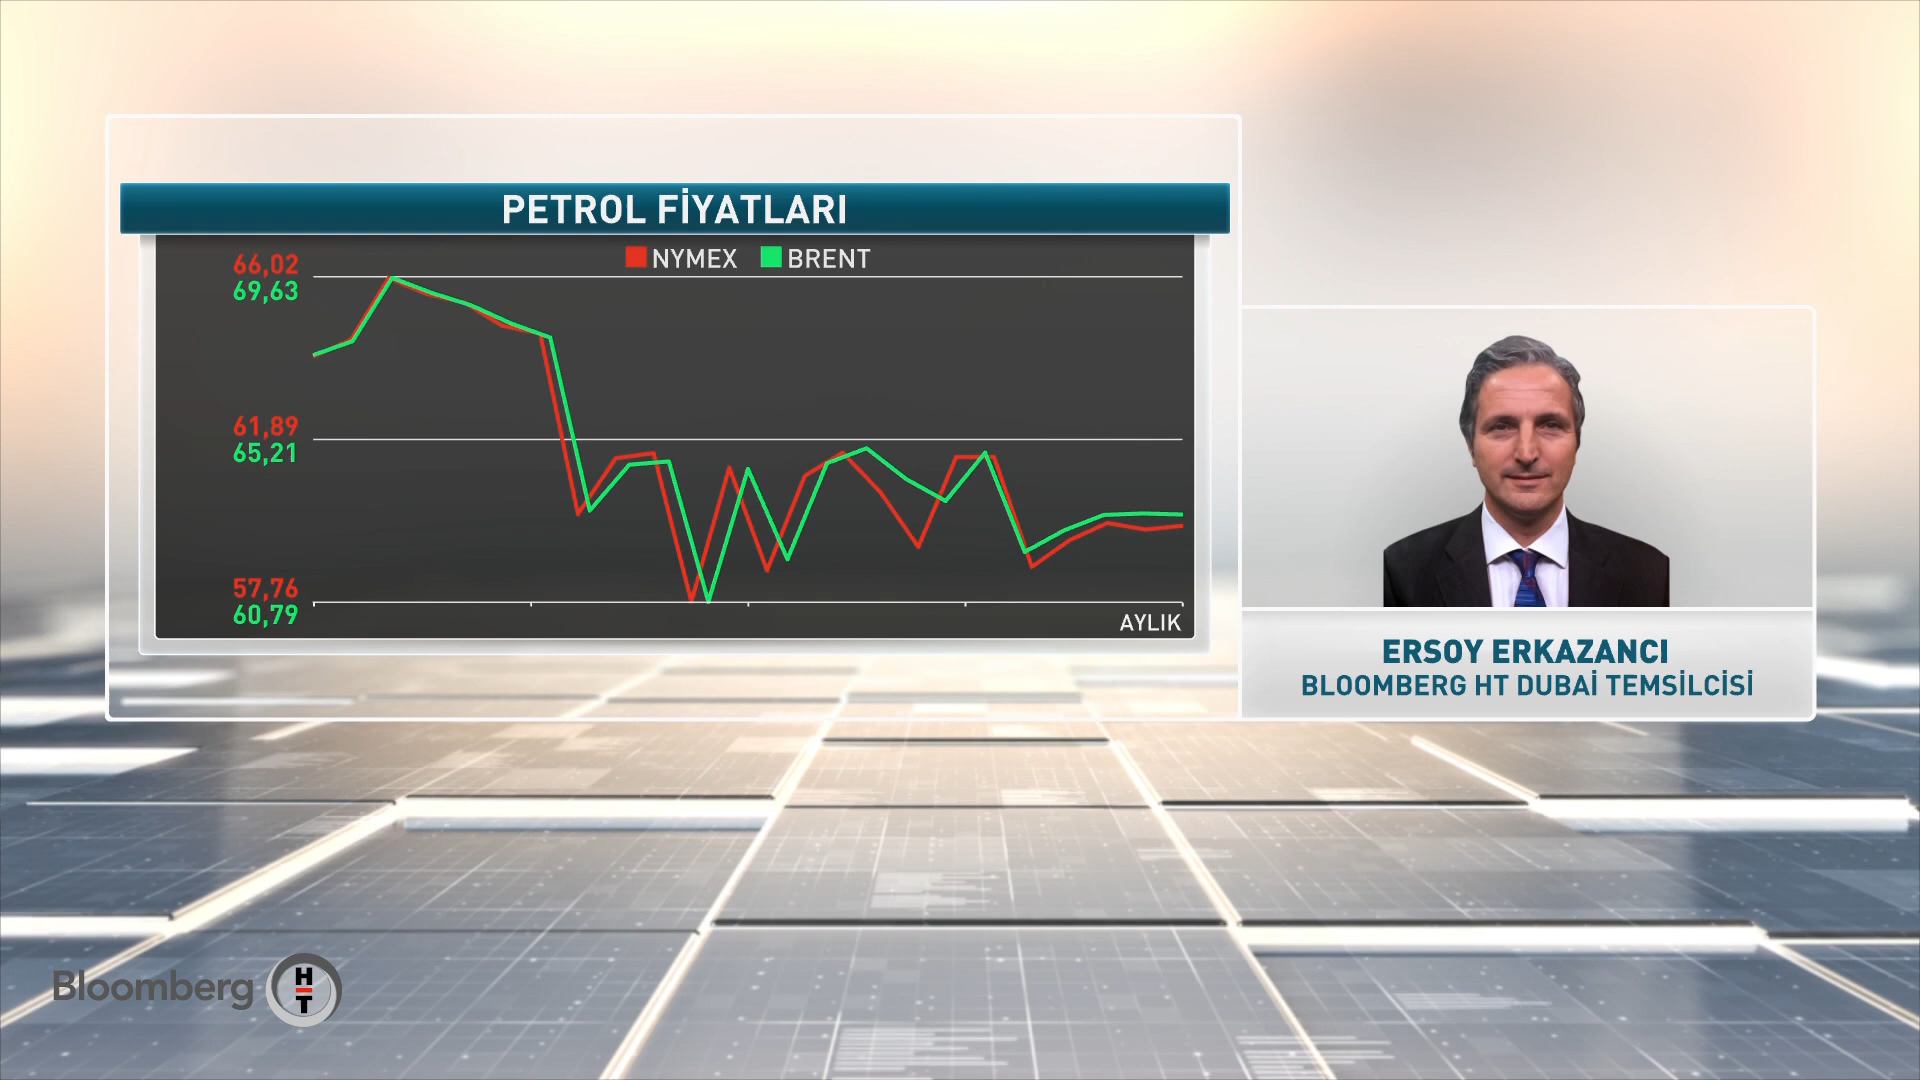 PETROL FİYATLARI
NYMEX BRENT
66,02
69,63
61,89
65,21
57,76
60,79
AYLIK
ERSOY ERKAZANCI
BLOOMBERG HT DUBAİ TEMSİLCİSİ
Bloomberg HT